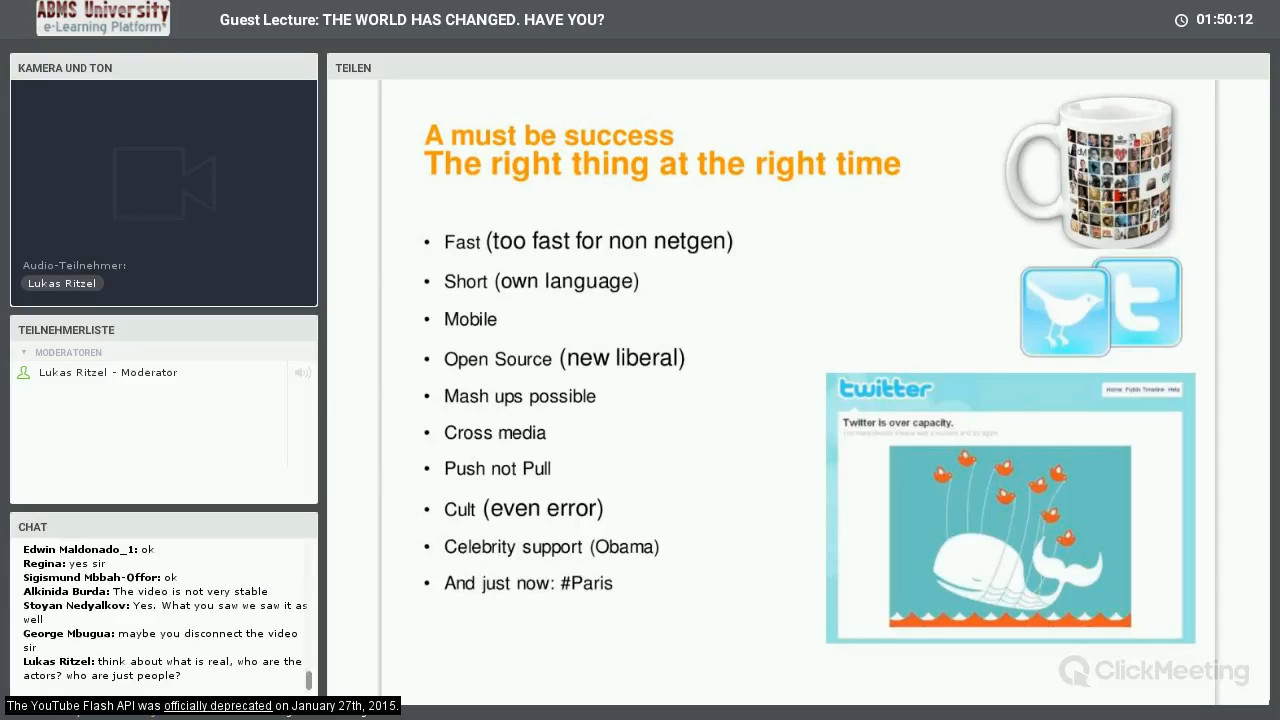 ABMS University
e-Learning Platform
Guest Lecture: THE WORLD HAS CHANGED. HAVE YOU?
01:50:12
KAMERA UND TON
Audio-Teilnehmer:
Lukas Ritzel
TEILNEHMERLISTE
MODERATOREN
Lukas Ritzel - Moderator
CHAT
Edwin Maldonado_1: ok
Regina: yes sir
Sigismund Mbbah-Offor: ok
Alkinida Burda: The video is not very stable
Stoyan Nedyalkov: Yes. What you saw we saw it as
well
George Mbugua: maybe you disconnect the video
sir
Lukas Ritzel: think about what is real, who are the
actors? who are just people?
The YouTube Flash API was officially deprecated on January 27th, 2015.
TEILEN
A must be success
The right thing at the right time
• Fast (too fast for non netgen)
• Short (own language)
• Mobile
• Open Source (new liberal)
• Mash ups possible
• Cross media
• Push not Pull
• Cult (even error)
• Celebrity support (Obama)
• And just now: #Paris
t
twitter
Home Public Timeline Help
Twitter is over capacity.
ClickMeeting